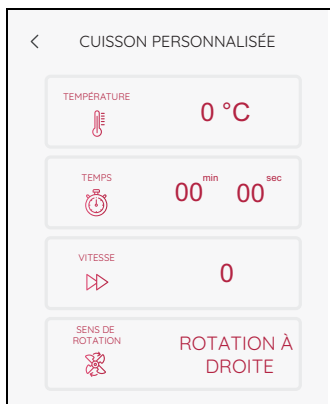 CUISSON PERSONNALISÉE
TEMPÉRATURE
0 °C
TEMPS
00 min 00 sec
VITESSE
0
SENS DE
ROTATION
ROTATION À
DROITE